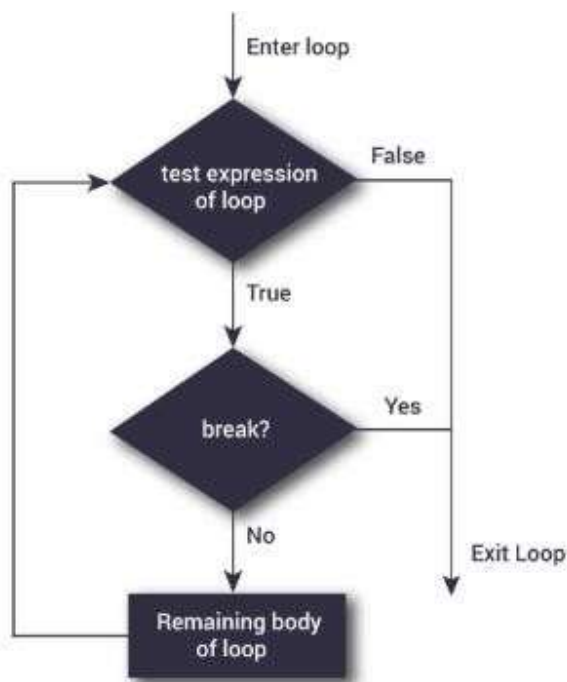 Enter loop
test expression
of loop
False
True
break?
Yes
No
Exit Loop
Remaining body
of loop